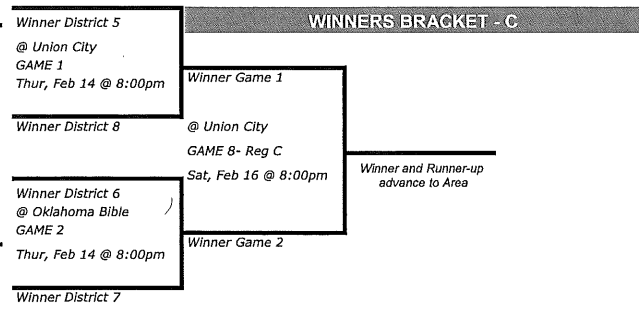 WINNERS BRACKET - C
Winner District 5
@ Union City
GAME 1
Thur, Feb 14 @ 8:00pm
Winner District 8
Winner Game 1
@ Union City
GAME 8- Reg C
Sat, Feb 16 @ 8:00pm
Winner and Runner-up
advance to Area
Winner District 6
@ Oklahoma Bible
GAME 2
Thur, Feb 14 @ 8:00pm
Winner Game 2
Winner District 7